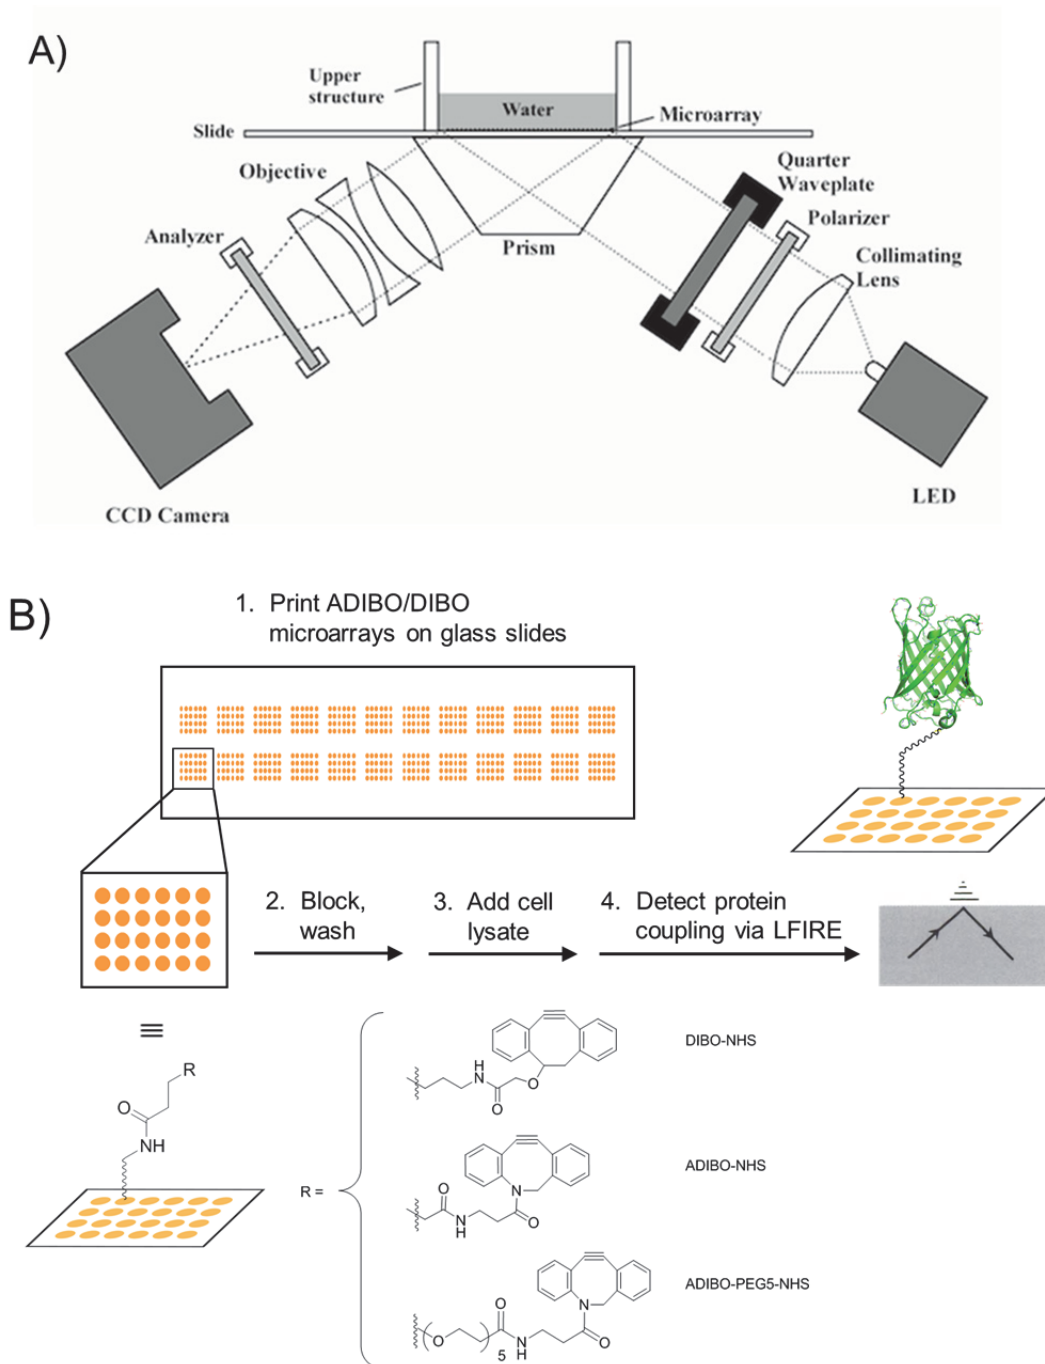 A)
Upper
structure
Water
Microarray
Slide
Objective
Quarter
Waveplate
Analyzer
Polarizer
Prism
Collimating
Lens
CCD Camera
LED
B)
1. Print ADIBO/DIBO
microarrays on glass slides
2. Block,
wash
3. Add cell
lysate
4. Detect protein
coupling via LFIRE
≡
R
O
NH
R =
H
N
O
O
DIBO-NHS
O
N
H
N
O
ADIBO-NHS
O
5
O
N
H
N
O
ADIBO-PEG5-NHS